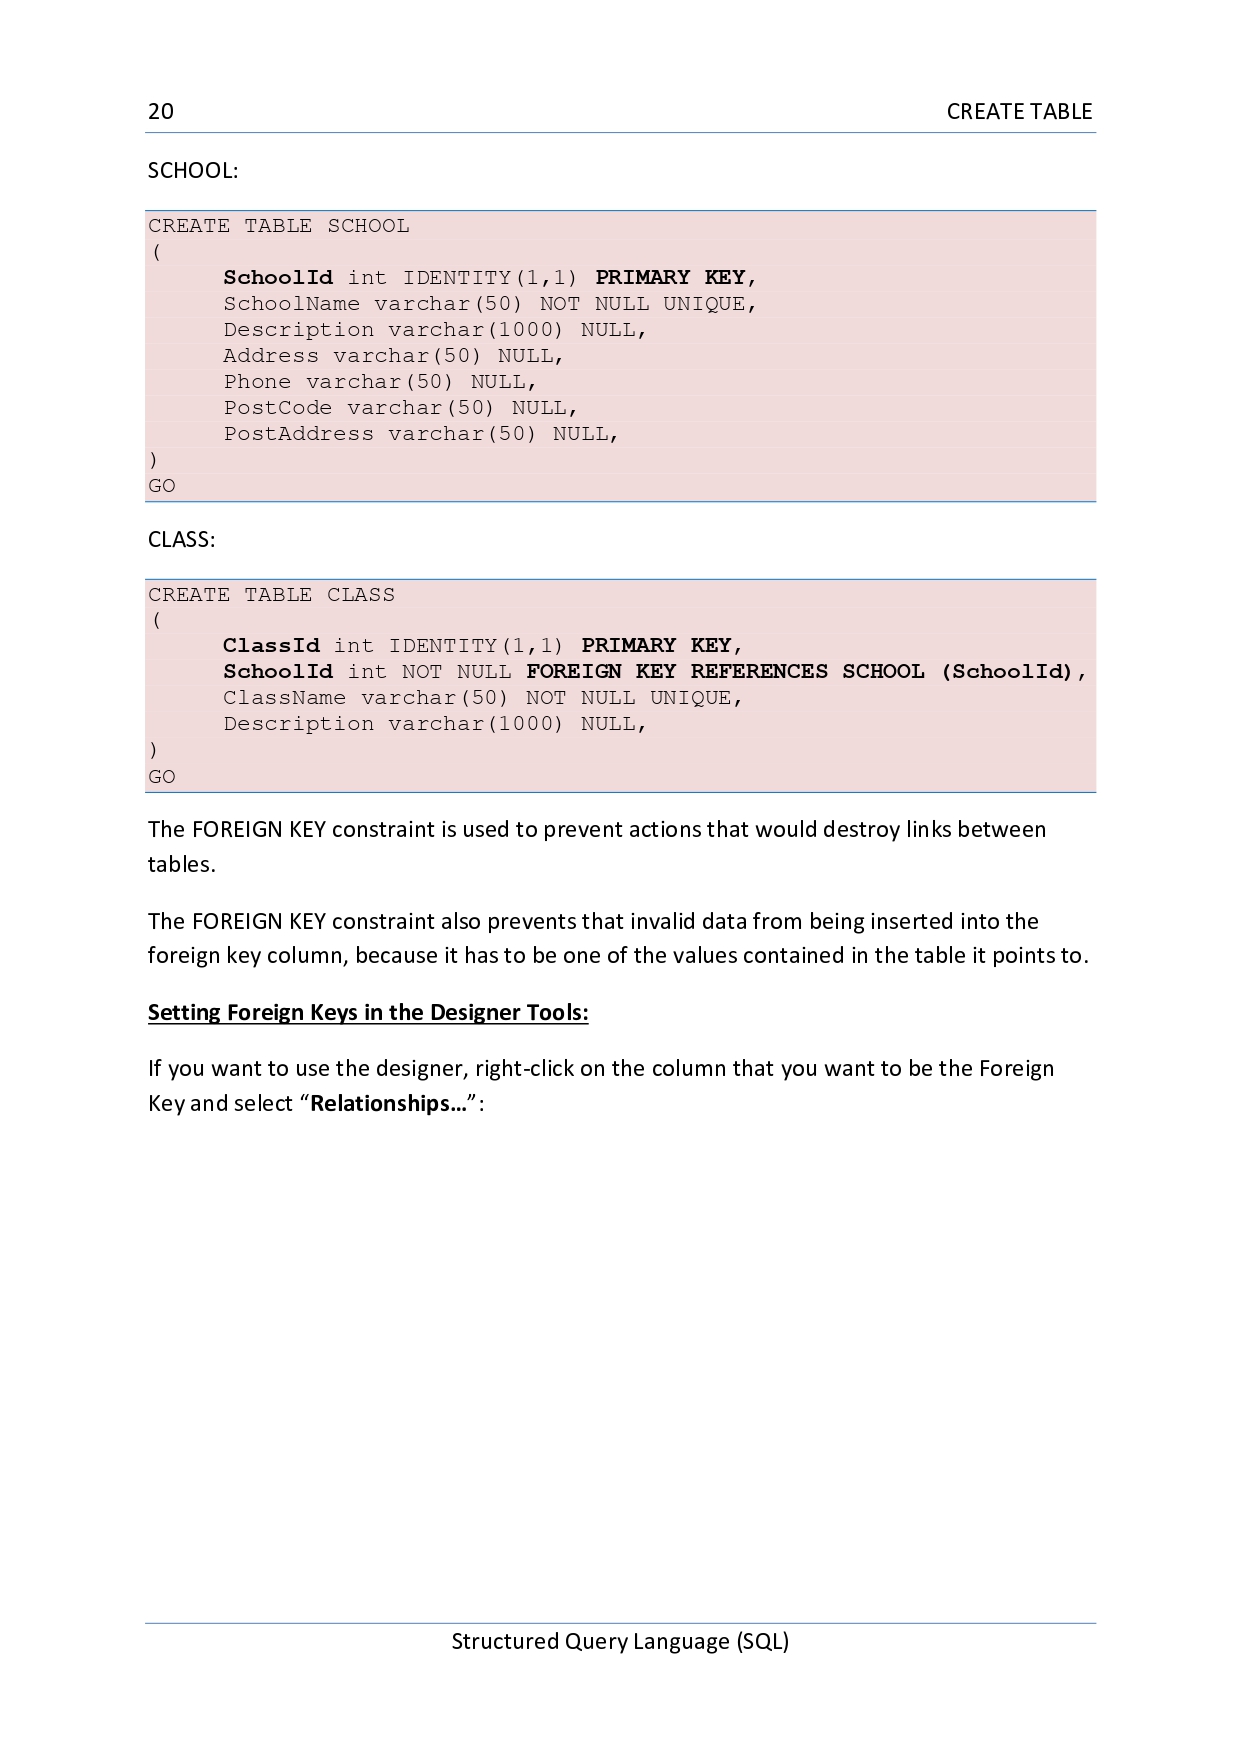 20 CREATE TABLE
SCHOOL:
CREATE TABLE SCHOOL
(
SchoolId int IDENTITY(1,1) PRIMARY KEY,
SchoolName varchar(50) NOT NULL UNIQUE,
Description varchar(1000) NULL,
Address varchar(50) NULL,
Phone varchar(50) NULL,
PostCode varchar(50) NULL,
PostAddress varchar(50) NULL,
)
GO
CLASS:
CREATE TABLE CLASS
(
ClassId int IDENTITY(1,1) PRIMARY KEY,
SchoolId int NOT NULL FOREIGN KEY REFERENCES SCHOOL (SchoolId),
ClassName varchar(50) NOT NULL UNIQUE,
Description varchar(1000) NULL,
)
GO
The FOREIGN KEY constraint is used to prevent actions that would destroy links between
tables.
The FOREIGN KEY constraint also prevents that invalid data from being inserted into the
foreign key column, because it has to be one of the values contained in the table it points to.
Setting Foreign Keys in the Designer Tools:
If you want to use the designer, right-click on the column that you want to be the Foreign
Key and select “Relationships…”:
Structured Query Language (SQL)